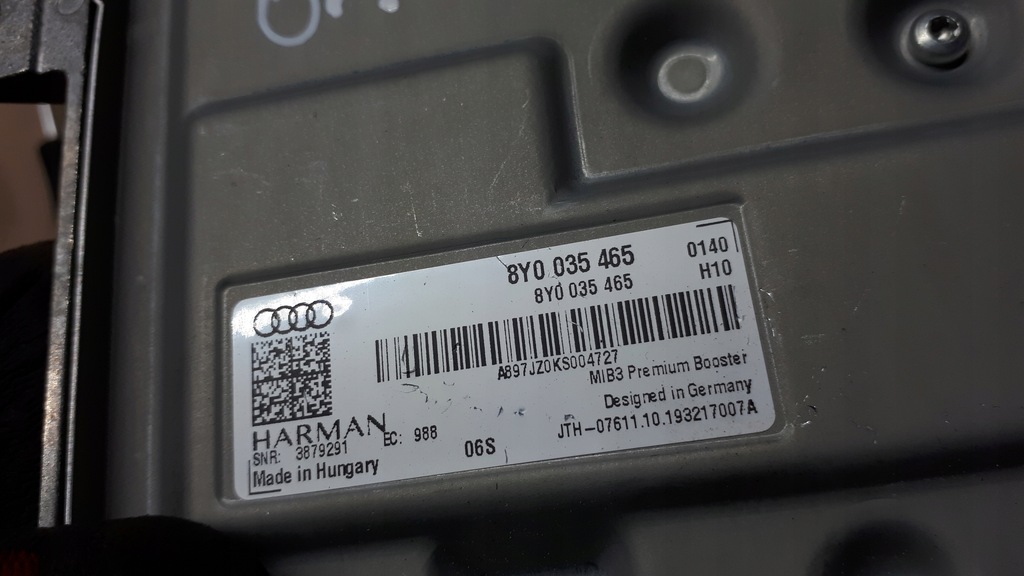 8Y0 035 465
0140
8Y0 035 465
H10
A897JZ0KS004727
MIB3 Premium Booster
Designed in Germany
HARMAN
EC: 988
06S
JTH-07611.10.193217007A
SNR: 3879291
Made in Hungary